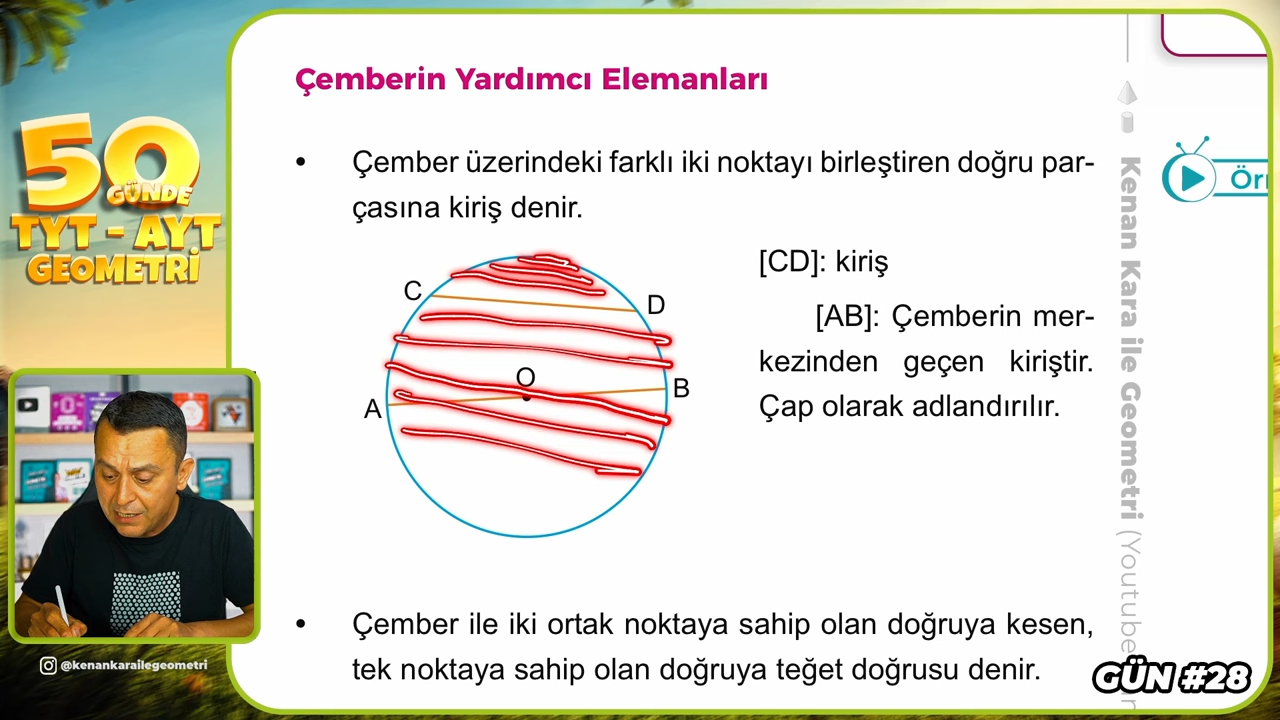 Çemberin Yardımcı Elemanları
50
GÜNDE
TYT - AYT
GEOMETRİ
• Çember üzerindeki farklı iki noktayı birleştiren doğru par-
çasına kiriş denir.
C
D
O
A
B
[CD]: kiriş
[AB]: Çemberin mer-
kezinden geçen kiriştir.
Çap olarak adlandırılır.
• Çember ile iki ortak noktaya sahip olan doğruya kesen,
tek noktaya sahip olan doğruya teğet doğrusu denir.
Kenan Kara ile Geometri (Youtube
Ör
@kenankarailegeometri
GÜN #28